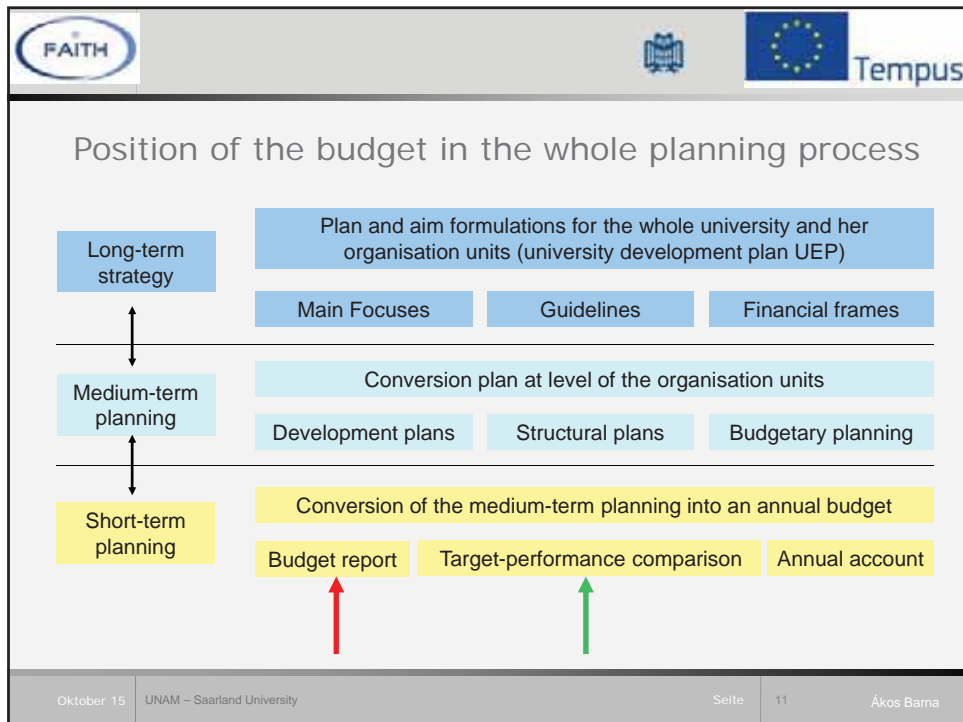 FAITH
Tempus
Position of the budget in the whole planning process
Long-term
strategy
Plan and aim formulations for the whole university and her
organisation units (university development plan UEP)
Main Focuses
Guidelines
Financial frames
Medium-term
planning
Conversion plan at level of the organisation units
Development plans
Structural plans
Budgetary planning
Short-term
planning
Conversion of the medium-term planning into an annual budget
Budget report
Target-performance comparison
Annual account
Oktober 15
UNAM – Saarland University
Seite
11
Ákos Barna